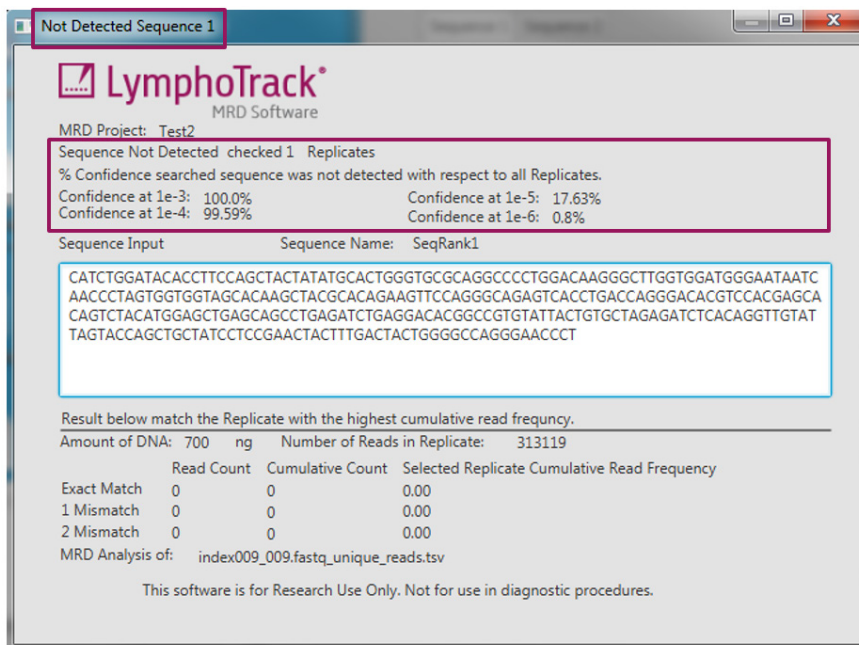 Not Detected Sequence 1
LymphoTrack®
MRD Software
MRD Project: Test2
Sequence Not Detected checked 1 Replicates
% Confidence searched sequence was not detected with respect to all Replicates.
Confidence at 1e-3: 100.0% Confidence at 1e-5: 17.63%
Confidence at 1e-4: 99.59% Confidence at 1e-6: 0.8%
Sequence Input Sequence Name: SeqRank1
CATCTGGATACACCTTCCAGCTACTATATGCACTGGGTGCGCAGGCCCCTGGACAAGGGCTTGGTGGATGGGAATAATC
AACCCTAGTGGTGGTAGCACAAGCTACGCACAGAAGTTCCAGGGCAGAGTCACCTGACCAGGGACACGTCCACGAGCA
CAGTCTACATGGAGCTGAGCAGCCTGAGATCTGAGGACACGGCCGTGTATTACTGTGCTAGAGATCTCACAGGTTGTAT
TAGTACCAGCTGCTATCCTCCGAACTACTTTGACTACTGGGGCCAGGGAACCCT
Result below match the Replicate with the highest cumulative read frequncy.
Amount of DNA: 700 ng Number of Reads in Replicate: 313119
Read Count Cumulative Count Selected Replicate Cumulative Read Frequency
Exact Match 0 0 0.00
1 Mismatch 0 0 0.00
2 Mismatch 0 0 0.00
MRD Analysis of: index009_009.fastq_unique_reads.tsv
This software is for Research Use Only. Not for use in diagnostic procedures.